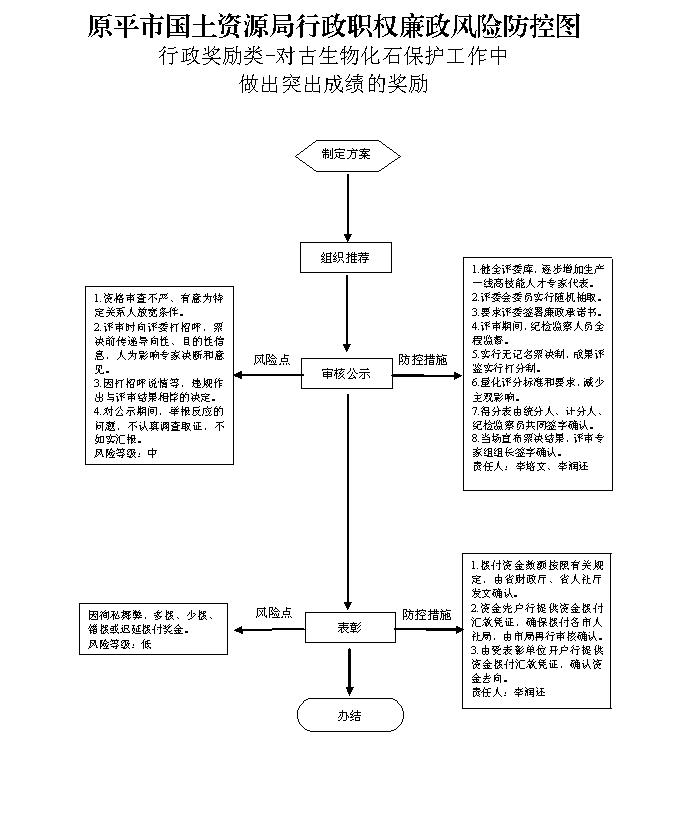 原平市国土资源局行政职权廉政风险防控图
行政奖励类-对古生物化石保护工作中
做出突出成绩的奖励
制定方案
组织推荐
1.资格审查不严、有意为特
定关系人放宽条件。
2.评审时向评委打招呼，票
决前传递导向性、目的性信
息，人为影响专家决断和意
见。
3.因打招呼说情等，违规作
出与评审结果相悖的决定。
4.对公示期间，举报反应的
问题，不认真调查取证，不
如实汇报。
风险等级：中
风险点
审核公示
防控措施
1.健全评委库，逐步增加生产
一线高技能人才专家代表。
2.评委会委员实行随机抽取。
3.要求评委签署廉政承诺书。
4.评审期间，纪检监察人员全
程监督。
5.实行无记名票决制，成果评
鉴实行打分制。
6.量化评分标准和要求，减少
主观影响。
7.得分表由统分人、计分人、
纪检监察员共同签字确认。
8.当场宣布票决结果，评审专
家组组长签字确认。
责任人：李培文、李润还
因徇私舞弊，多拨、少拨、
错拨或迟延拨付奖金。
风险等级：低
风险点
表彰
防控措施
1.拨付资金数额按照有关规
定，由省财政厅、省人社厅
发文确认。
2.资金先户行提供资金拨付
汇款凭证，确保拨付各市人
社局，由市局再行审核确认。
3.由受表彰单位开户行提供
资金拨付汇款凭证，确认资
金去向。
责任人：李润还
办结